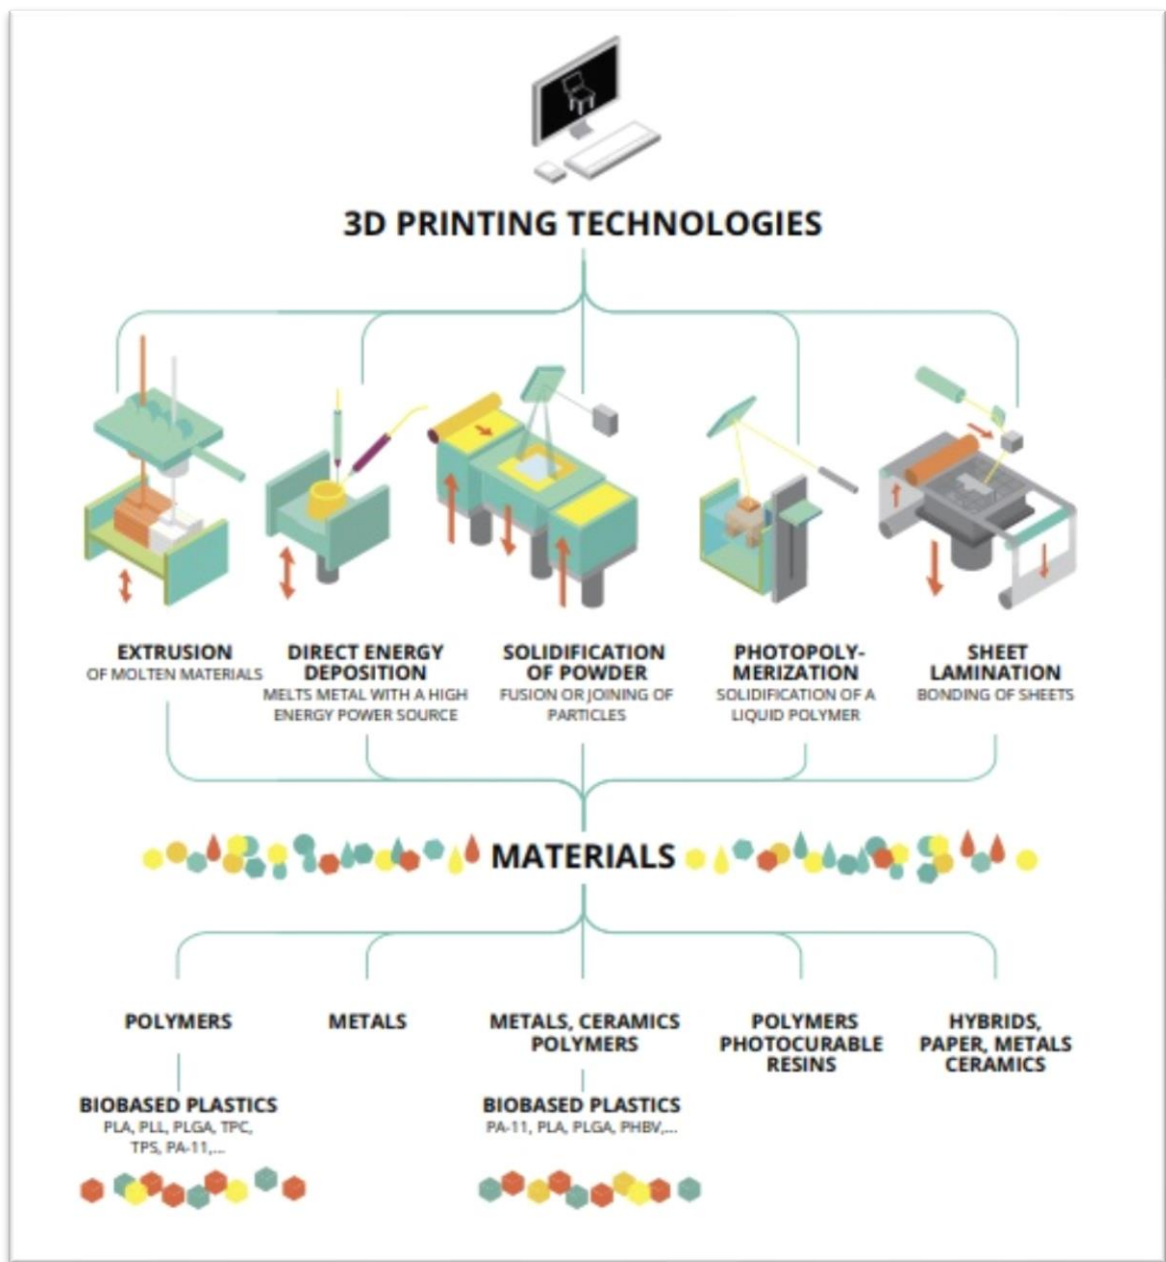 3D PRINTING TECHNOLOGIES
EXTRUSION
OF MOLTEN MATERIALS
DIRECT ENERGY
DEPOSITION
MELTS METAL WITH A HIGH
ENERGY POWER SOURCE
SOLIDIFICATION
OF POWDER
FUSION OR JOINING OF
PARTICLES
PHOTOPOLY-
MERIZATION
SOLIDIFICATION OF A
LIQUID POLYMER
SHEET
LAMINATION
BONDING OF SHEETS
MATERIALS
POLYMERS
METALS
METALS, CERAMICS
POLYMERS
POLYMERS
PHOTOCURABLE
RESINS
HYBRIDS,
PAPER, METALS
CERAMICS
BIOBASED PLASTICS
PLA, PLL, PLGA, TPC,
TPS, PA-11,...
BIOBASED PLASTICS
PA-11, PLA, PLGA, PHBV,...